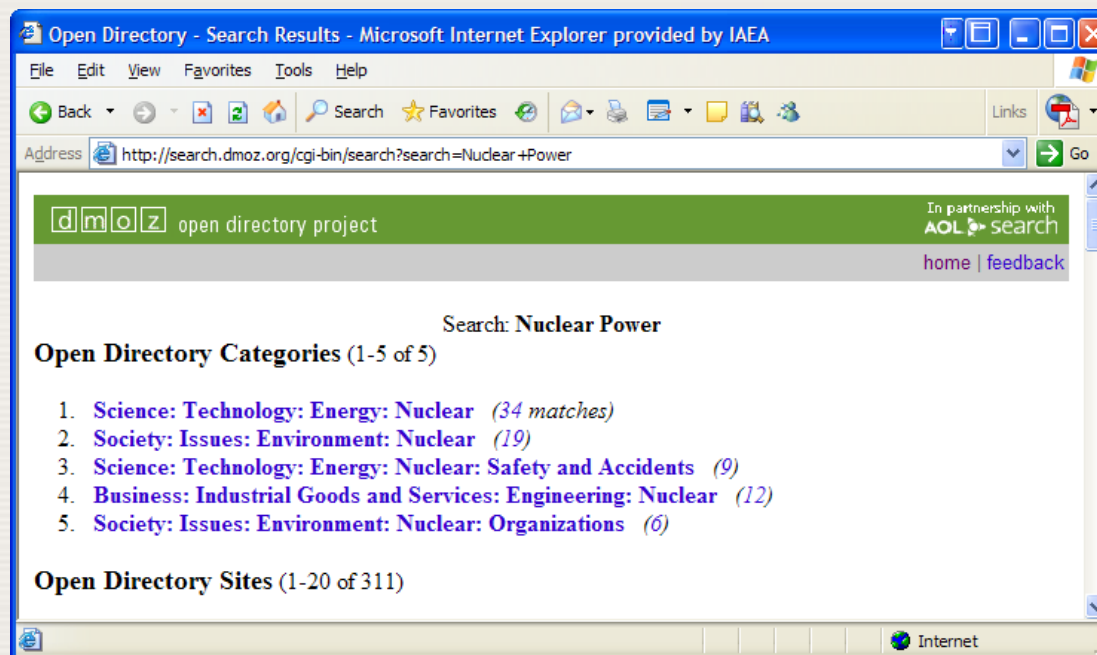 Open Directory - Search Results - Microsoft Internet Explorer provided by IAEA
File Edit View Favorites Tools Help
Back Search Favorites Links
Address http://search.dmoz.org/cgi-bin/search?search=Nuclear+Power Go
dmoz open directory project In partnership with
AOL search
home | feedback
Search: Nuclear Power
Open Directory Categories (1-5 of 5)
1. Science: Technology: Energy: Nuclear (34 matches)
2. Society: Issues: Environment: Nuclear (19)
3. Science: Technology: Energy: Nuclear: Safety and Accidents (9)
4. Business: Industrial Goods and Services: Engineering: Nuclear (12)
5. Society: Issues: Environment: Nuclear: Organizations (6)
Open Directory Sites (1-20 of 311)
Internet